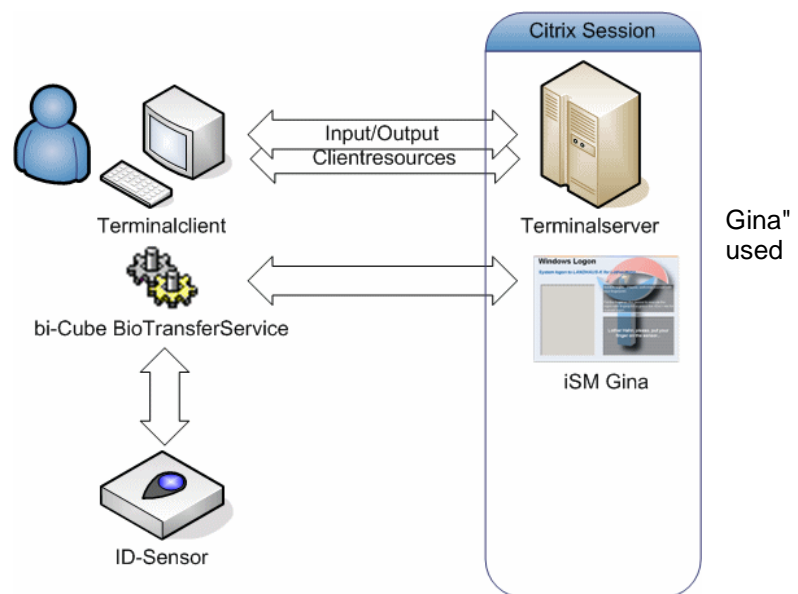 Citrix Session
Input/Output
Clientresources
Terminalclient
Terminalserver
Gina"
used
Windows Logon
bi-Cube BioTransferService
iSM Gina
ID-Sensor